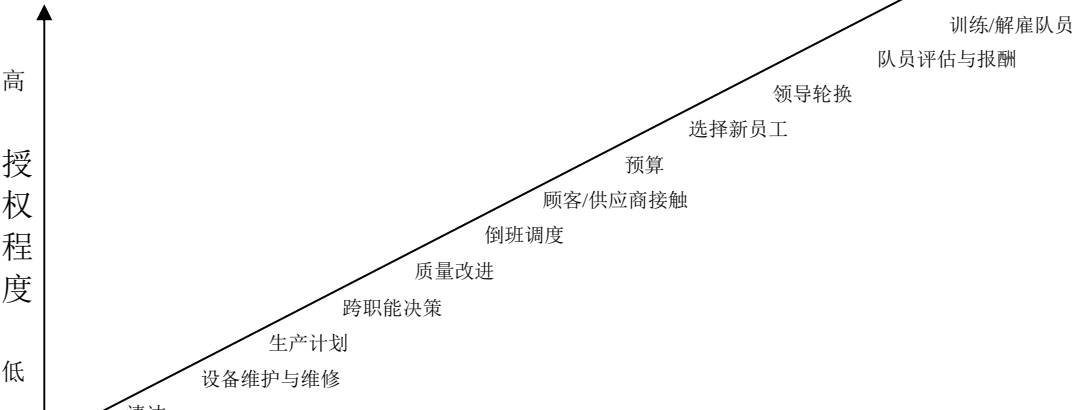 训练/解雇队员
队员评估与报酬
高
领导轮换
选择新员工
授权程度
预算
顾客/供应商接触
倒班调度
质量改进
跨职能决策
生产计划
低
设备维护与维修